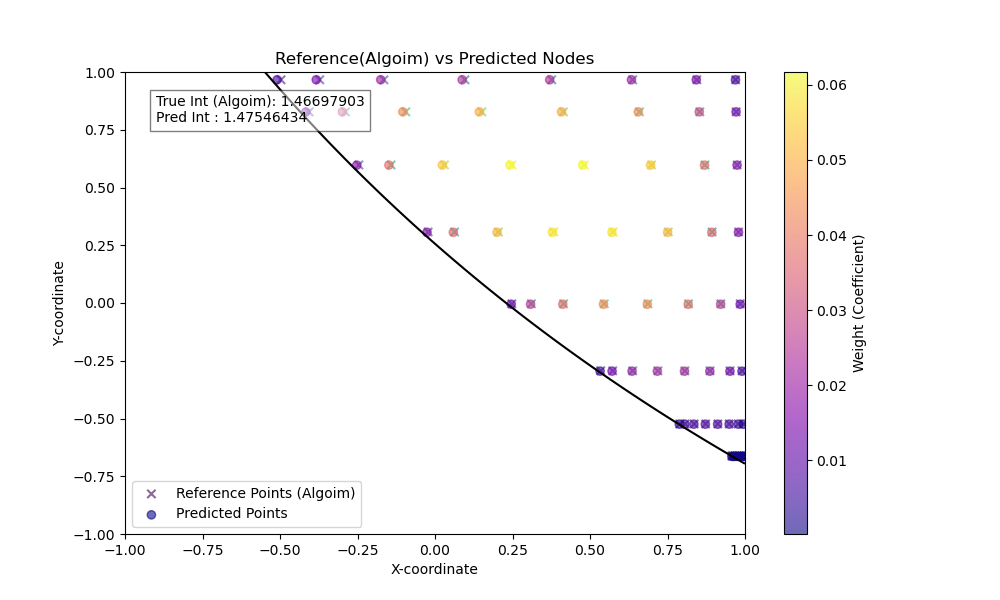 Reference(Algoim) vs Predicted Nodes
True Int (Algoim): 1.46697903
Pred Int : 1.47546434
Y-coordinate
1.00
0.75
0.50
0.25
0.00
−0.25
−0.50
−0.75
−1.00
Reference Points (Algoim)
Predicted Points
−1.00 −0.75 −0.50 −0.25 0.00 0.25 0.50 0.75 1.00
X-coordinate
0.06
0.05
0.04
0.03
0.02
0.01
Weight (Coefficient)